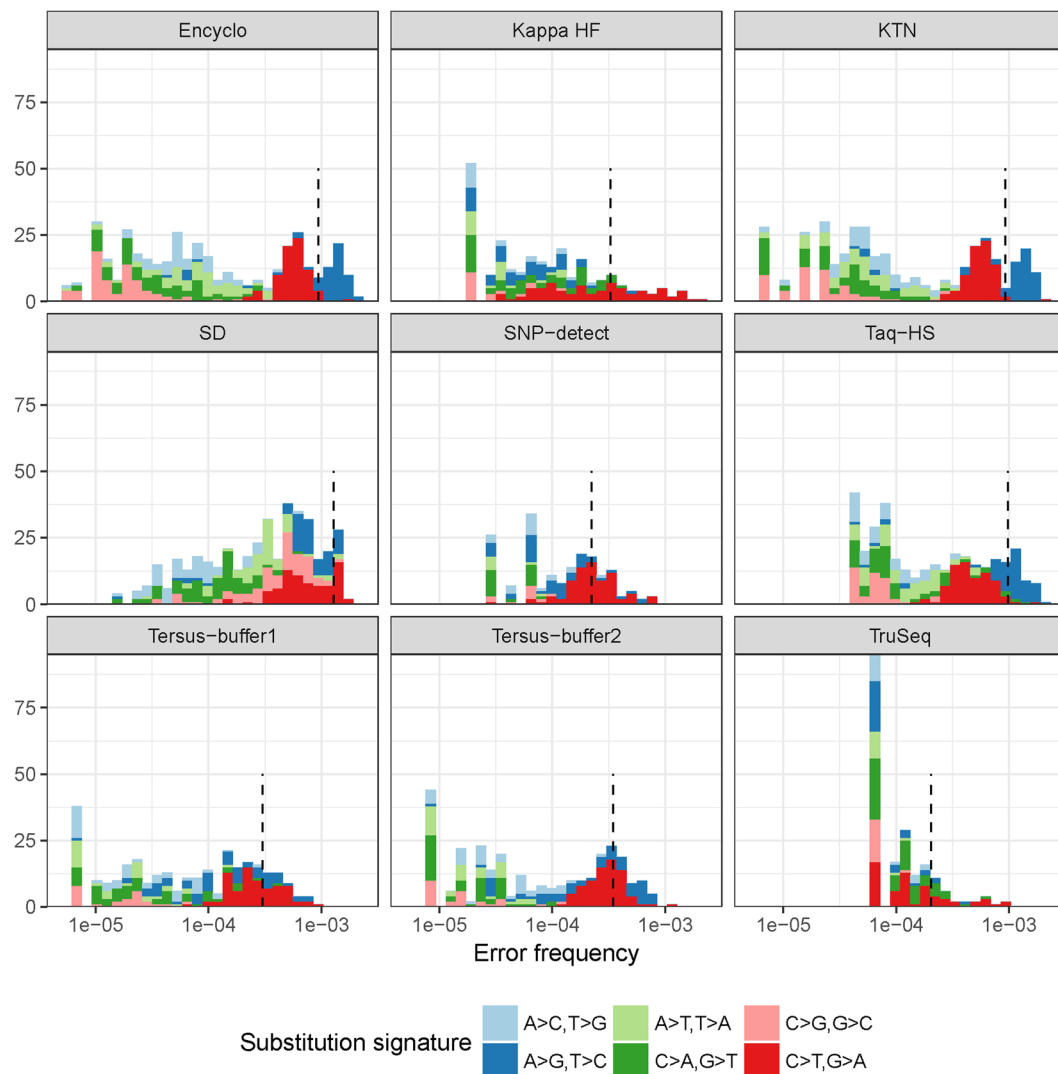 Encyclo Kappa HF KTN
75
50
25
0
SD SNP−detect Taq−HS
75
50
25
0
Tersus−buffer1 Tersus−buffer2 TruSeq
75
50
25
0
1e−05 1e−04 1e−03 1e−05 1e−04 1e−03 1e−05 1e−04 1e−03
Error frequency
Substitution signature
A>C,T>G A>T,T>A C>G,G>C
A>G,T>C C>A,G>T C>T,G>A